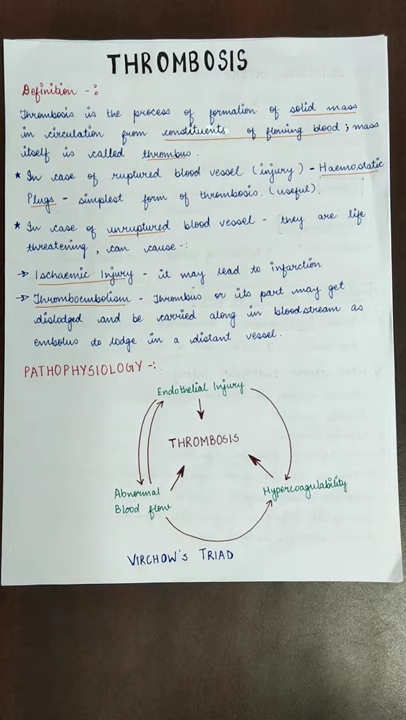 THROMBOSIS
Definition -:
Thrombosis is the process of formation of solid mass
in circulation from constituents of flowing blood ; mass
itself is called thrombus.
* In case of ruptured blood vessel (injury) - Haemostatic
Plugs - simplest form of thrombosis. (useful)
* In case of unruptured blood vessel - they are life
threatening, can cause -:
→ Ischaemic Injury - it may lead to infarction
→ Thromboembolism - Thrombus or its part may get
dislodged and be carried along in bloodstream as
embolus to lodge in a distant vessel.
PATHOPHYSIOLOGY -:
Endothelial Injury
THROMBOSIS
Abnormal
Blood flow
Hypercoagulability
VIRCHOW'S TRIAD